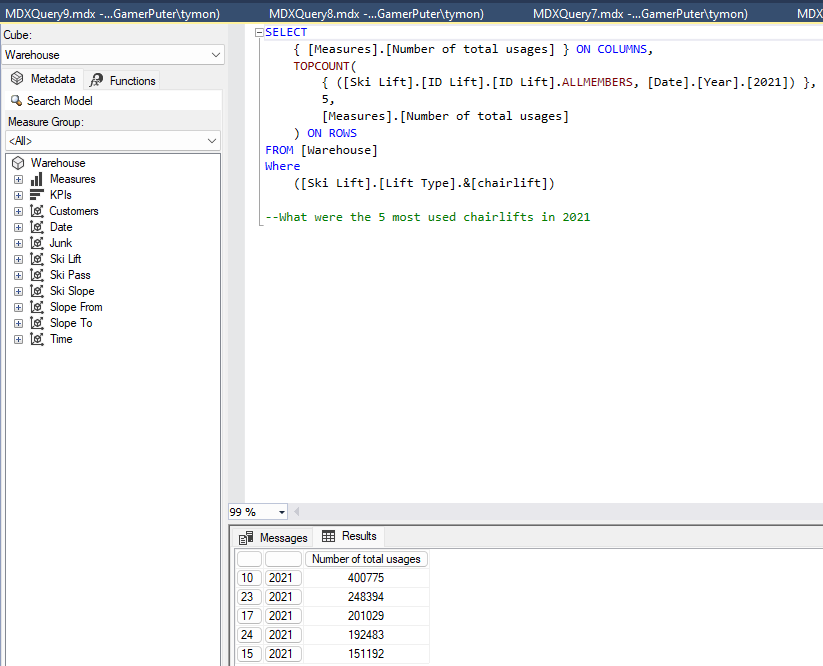 MDXQuery9.mdx -...GamerPuter\tymon) MDXQuery8.mdx -...GamerPuter\tymon) MDXQuery7.mdx -...GamerPuter\tymon) MDX
Cube:
Warehouse
Metadata Functions
Search Model
Measure Group:
<All>
Warehouse
Measures
KPIs
Customers
Date
Junk
Ski Lift
Ski Pass
Ski Slope
Slope From
Slope To
Time
SELECT
{ [Measures].[Number of total usages] } ON COLUMNS,
TOPCOUNT(
{ ([Ski Lift].[ID Lift].[ID Lift].ALLMEMBERS, [Date].[Year].[2021]) },
5,
[Measures].[Number of total usages]
) ON ROWS
FROM [Warehouse]
Where
([Ski Lift].[Lift Type].&[chairlift])
--What were the 5 most used chairlifts in 2021
99 %
Messages Results
Number of total usages
10 2021 400775
23 2021 248394
17 2021 201029
24 2021 192483
15 2021 151192